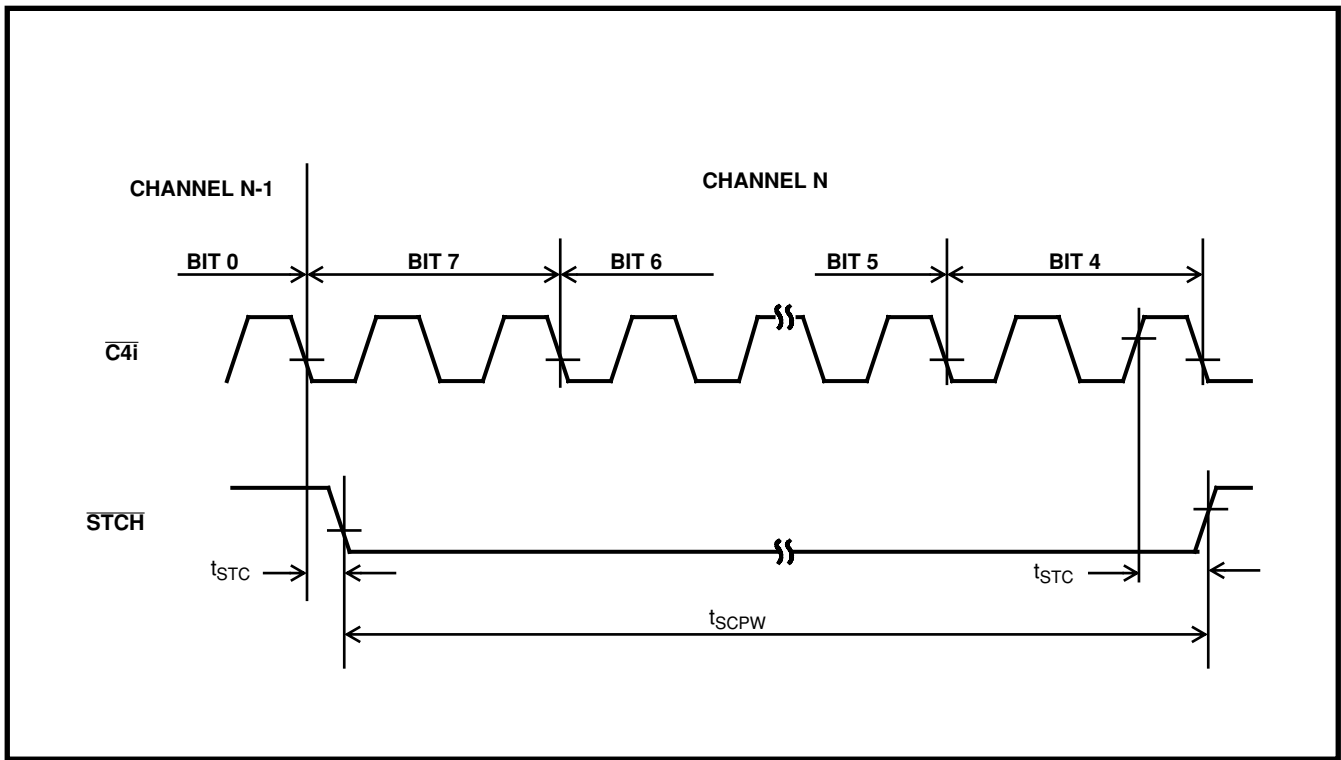 CHANNEL N-1
CHANNEL N
BIT 0
BIT 7
BIT 6
BIT 5
BIT 4
C4i
STCH
tSTC
tSTC
tSCPW